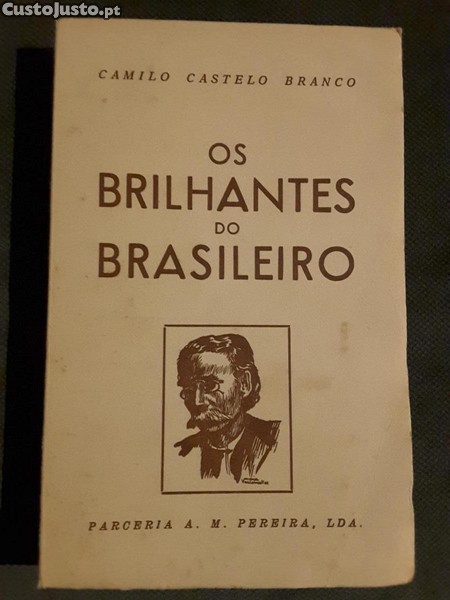 CustoJusto.pt
CAMILO CASTELO BRANCO
OS
BRILHANTES
DO
BRASILEIRO
PARCERIA A. M. PEREIRA, LDA.